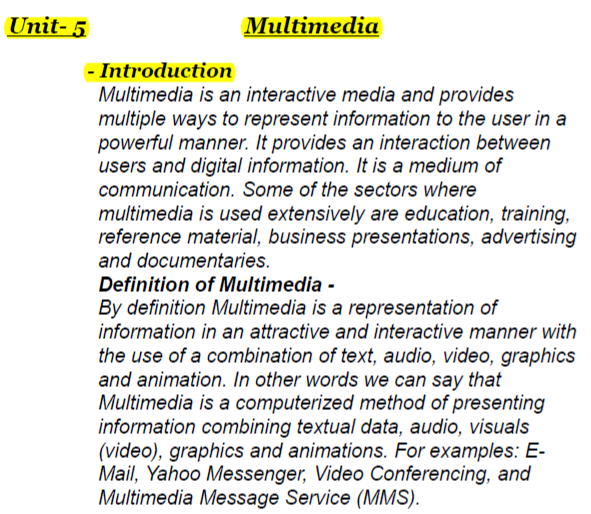 Unit- 5 Multimedia
- Introduction
Multimedia is an interactive media and provides
multiple ways to represent information to the user in a
powerful manner. It provides an interaction between
users and digital information. It is a medium of
communication. Some of the sectors where
multimedia is used extensively are education, training,
reference material, business presentations, advertising
and documentaries.
Definition of Multimedia -
By definition Multimedia is a representation of
information in an attractive and interactive manner with
the use of a combination of text, audio, video, graphics
and animation. In other words we can say that
Multimedia is a computerized method of presenting
information combining textual data, audio, visuals
(video), graphics and animations. For examples: E-
Mail, Yahoo Messenger, Video Conferencing, and
Multimedia Message Service (MMS).